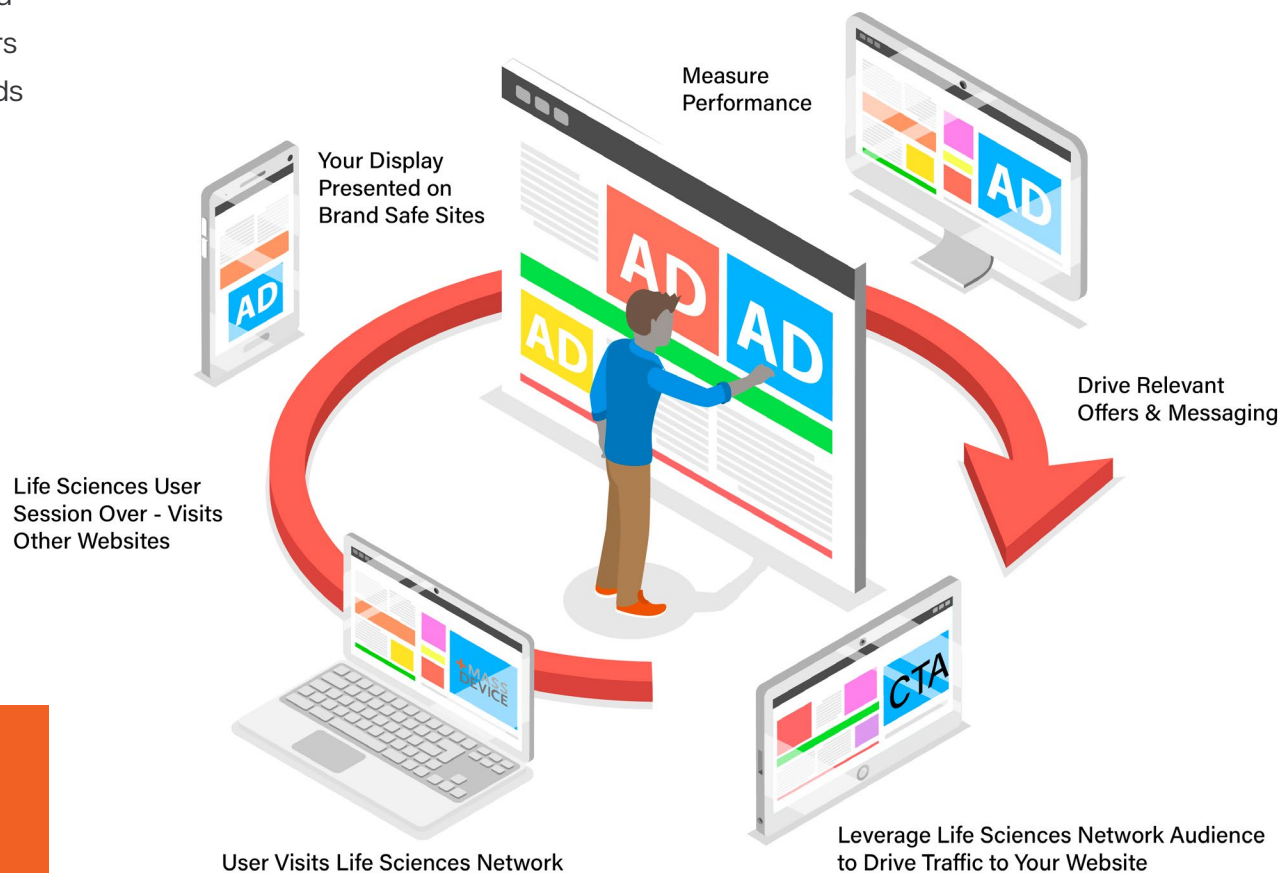 rs
ds
Measure
Performance
Your Display
Presented on
Brand Safe Sites
AD
AD
AD
AD
AD
Drive Relevant
Offers & Messaging
Life Sciences User
Session Over - Visits
Other Websites
+MASS
DEVICE
CTA
User Visits Life Sciences Network
Leverage Life Sciences Network Audience
to Drive Traffic to Your Website